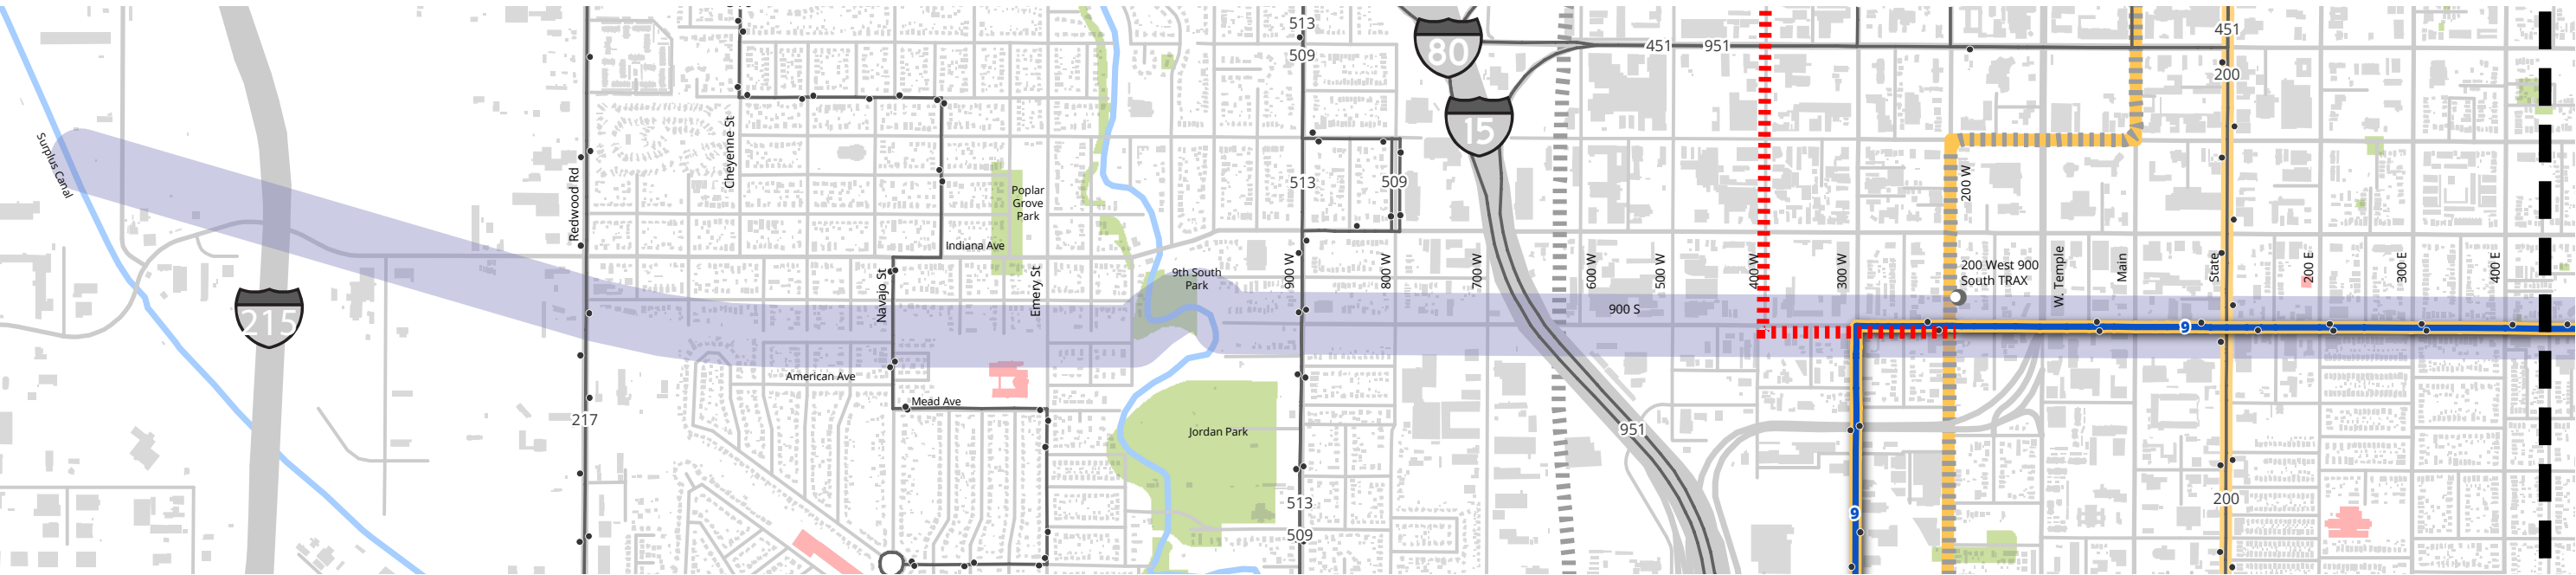 513
509
80
451
951
451
200
15
Surplus Canal
Cheyenne St
Redwood Rd
Poplar
Grove
Park
513
509
200 W
Indiana Ave
Navajo St
Emery St
9th South
Park
900 W
800 W
700 W
600 W
500 W
400 W
300 W
200 West 900
South TRAX
W. Temple
Main
State
200 E
300 E
400 E
215
900 S
9
American Ave
Mead Ave
217
Jordan Park
951
513
509
9
200